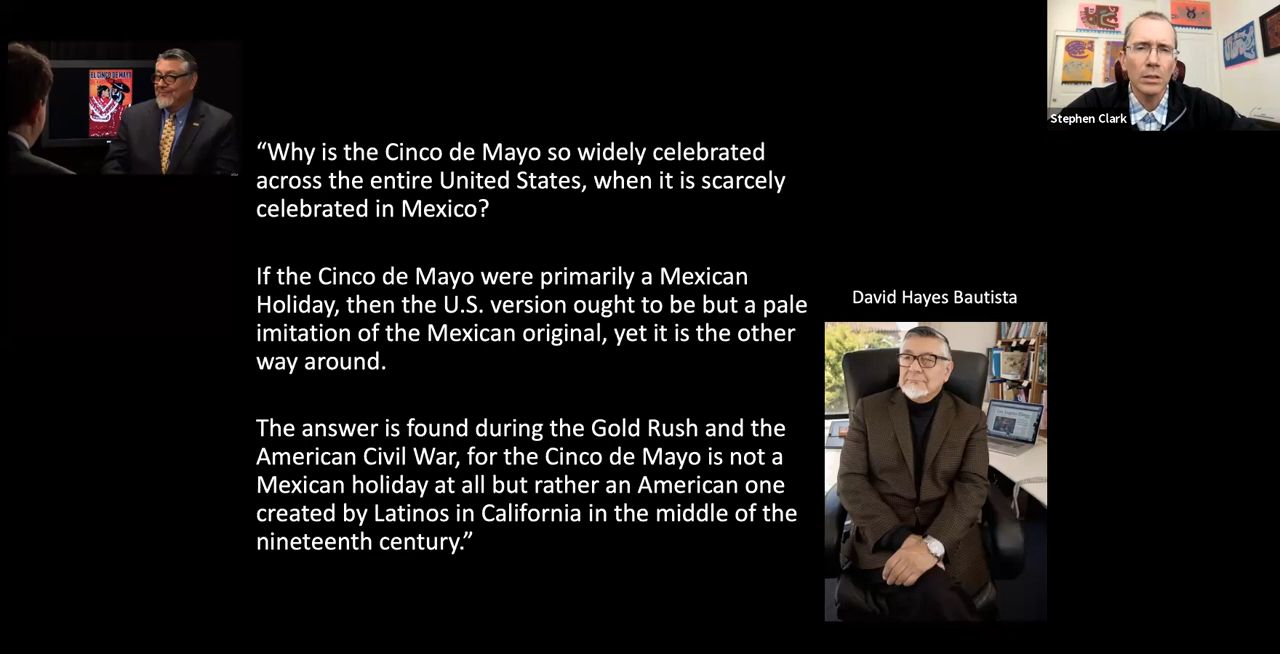 EL CINCO DE MAYO
Stephen Clark
“Why is the Cinco de Mayo so widely celebrated
across the entire United States, when it is scarcely
celebrated in Mexico?
If the Cinco de Mayo were primarily a Mexican
Holiday, then the U.S. version ought to be but a pale
imitation of the Mexican original, yet it is the other
way around.
David Hayes Bautista
The answer is found during the Gold Rush and the
American Civil War, for the Cinco de Mayo is not a
Mexican holiday at all but rather an American one
created by Latinos in California in the middle of the
nineteenth century.”